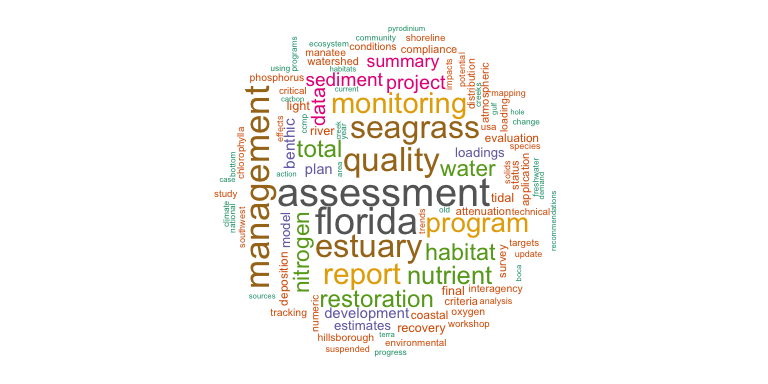 pyrodinium
community
shoreline
ecosystem
programs
manatee
conditions
compliance
watershed
summary
using
habitats
phosphorus
sediment
project
impacts
potential
current
critical
data
distribution
creeks
atmospheric
mapping
carbon
light
monitoring
gulf
loading
hole
effects
ccmp
river
creek
year
seagrass
usa
change
evaluation
management
chlorophylla
bottom
benthic
total
quality
loadings
species
case
action
plan
area
water
solids
status
application
freshwater
demand
study
assessment
tidal
climate
national
southwest
model
florida
trends
old
attenuation
technical
program
recommendations
nitrogen
estuary
habitat
survey
targets
update
deposition
report
nutrient
boca
sources
restoration
final
interagency
criteria
analysis
tracking
numeric
development
coastal
oxygen
estimates
recovery
workshop
hillsborough
terra
environmental
suspended
progress